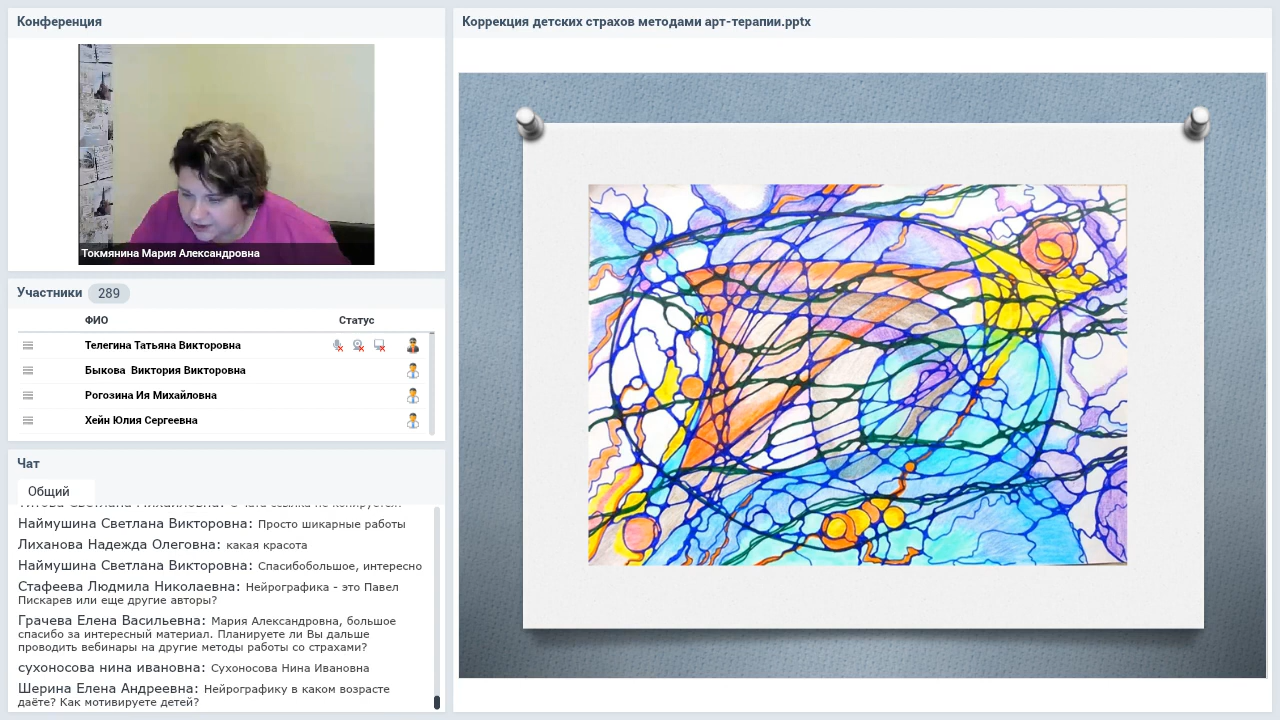 Конференция
Токмянина Мария Александровна
Участники 289
ФИО Статус
Телегина Татьяна Викторовна
Быкова Виктория Викторовна
Рогозина Ия Михайловна
Хейн Юлия Сергеевна
Чат
Общий
Наймушина Светлана Викторовна: Просто шикарные работы
Лиханова Надежда Олеговна: какая красота
Наймушина Светлана Викторовна: Спасибобольшое, интересно
Стафеева Людмила Николаевна: Нейрографика - это Павел
Пискарев или еще другие авторы?
Грачева Елена Васильевна: Мария Александровна, большое
спасибо за интересный материал. Планируете ли Вы дальше
проводить вебинары на другие методы работы со страхами?
сухоносова нина ивановна: Сухоносова Нина Ивановна
Шерина Елена Андреевна: Нейрографику в каком возрасте
даёте? Как мотивируете детей?
Коррекция детских страхов методами арт-терапии.pptx